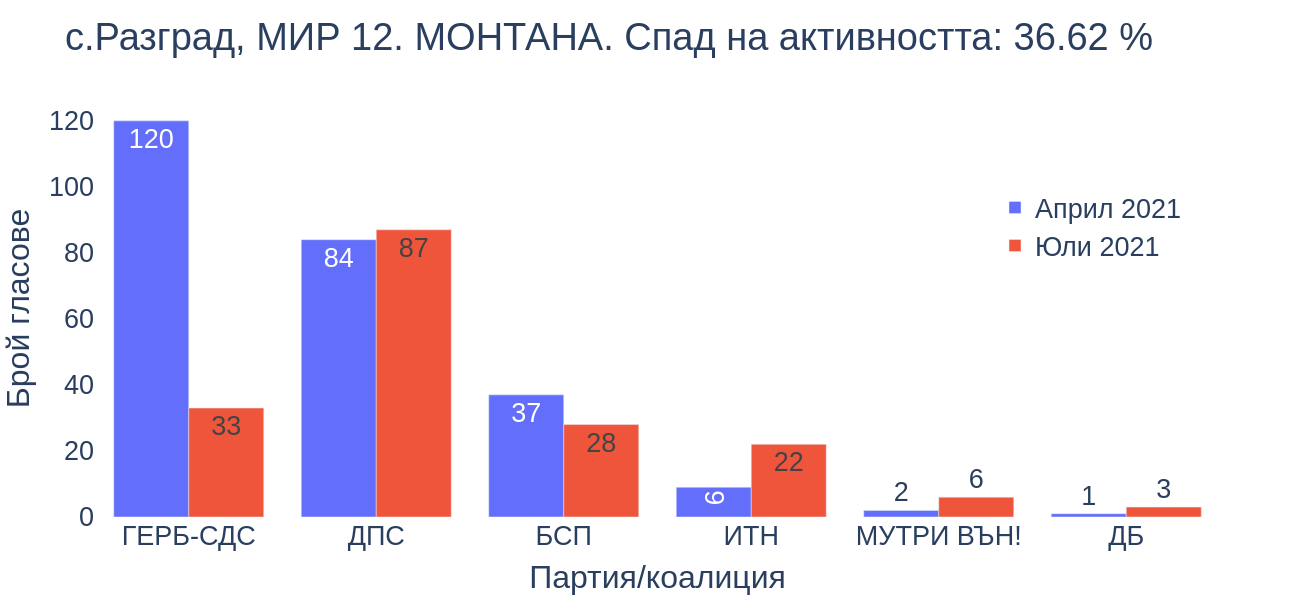 с.Разград, МИР 12. МОНТАНА. Спад на активността: 36.62 %
Брой гласове
120
100
80
60
40
20
0
120
33
84
87
37
28
9
22
2
6
1
3
Април 2021
Юли 2021
ГЕРБ-СДС
ДПС
БСП
ИТН
МУТРИ ВЪН!
ДБ
Партия/коалиция